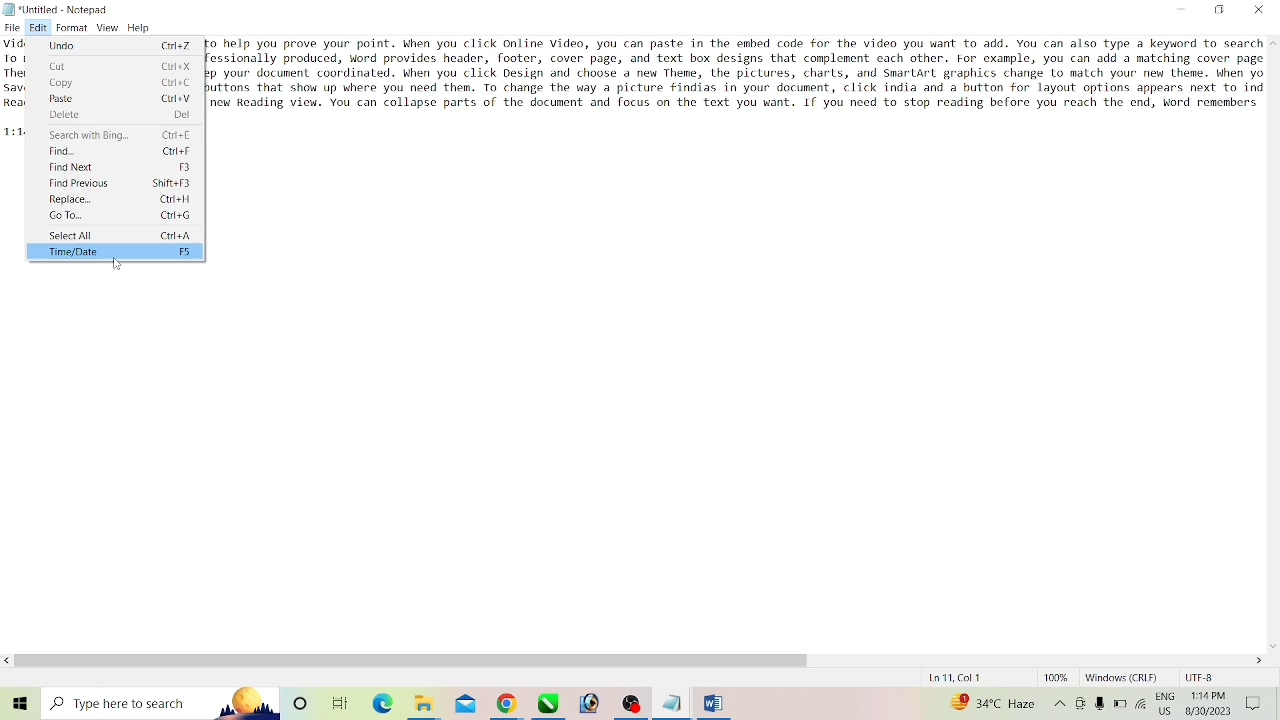 *Untitled - Notepad
File Edit Format View Help
Vid to help you prove your point. When you click Online Video, you can paste in the embed code for the video you want to add. You can also type a keyword to search
To fessionally produced, Word provides header, footer, cover page, and text box designs that complement each other. For example, you can add a matching cover page
The ep your document coordinated. When you click Design and choose a new Theme, the pictures, charts, and SmartArt graphics change to match your new theme. When yo
Save buttons that show up where you need them. To change the way a picture findias in your document, click india and a button for layout options appears next to ind
Rea new Reading view. You can collapse parts of the document and focus on the text you want. If you need to stop reading before you reach the end, Word remembers
1:14
Undo Ctrl+Z
Cut Ctrl+X
Copy Ctrl+C
Paste Ctrl+V
Delete Del
Search with Bing... Ctrl+E
Find... Ctrl+F
Find Next F3
Find Previous Shift+F3
Replace... Ctrl+H
Go To... Ctrl+G
Select All Ctrl+A
Time/Date F5
Ln 11, Col 1 100% Windows (CRLF) UTF-8
Type here to search
1 34°C Haze
ENG
US
1:14 PM
8/30/2023